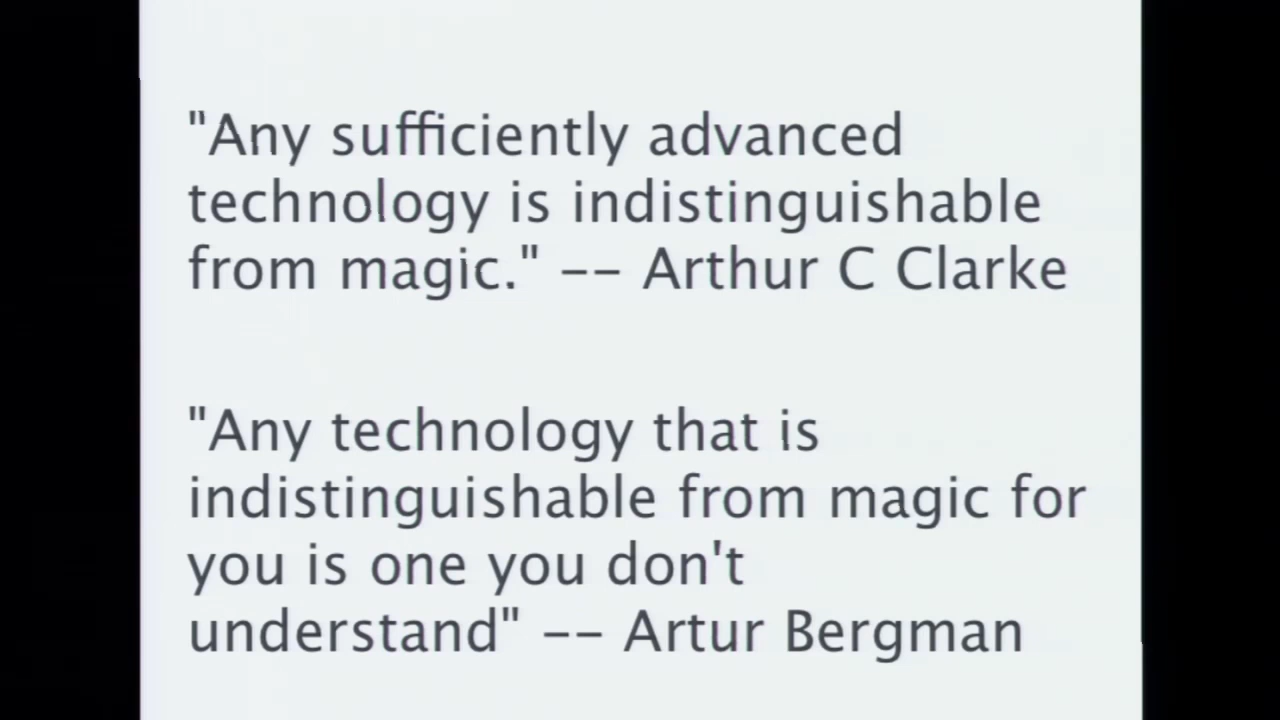 "Any sufficiently advanced
technology is indistinguishable
from magic." -- Arthur C Clarke
"Any technology that is
indistinguishable from magic for
you is one you don't
understand" -- Artur Bergman